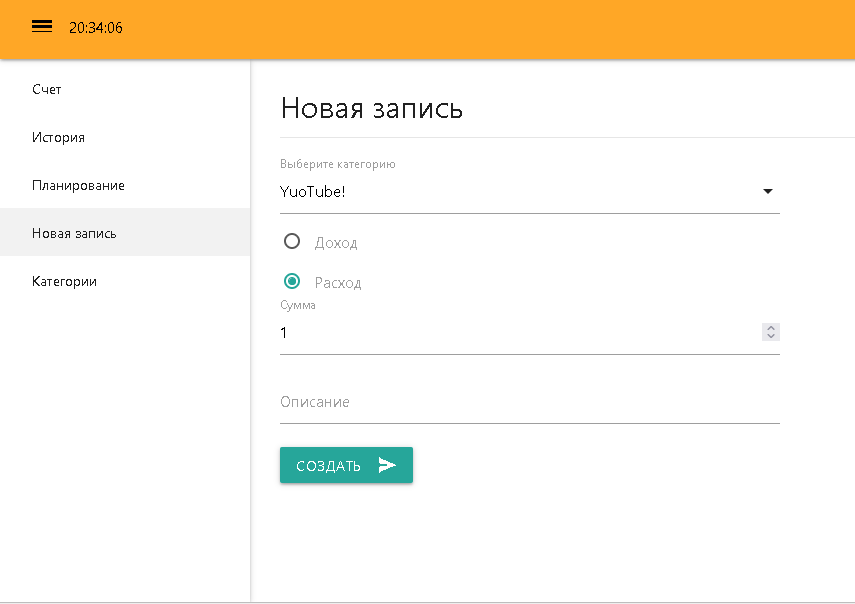 20:34:06
Счет
История
Планирование
Новая запись
Категории
Новая запись
Выберите категорию
YuoTube!
Доход
Расход
Сумма
1
Описание
СОЗДАТЬ